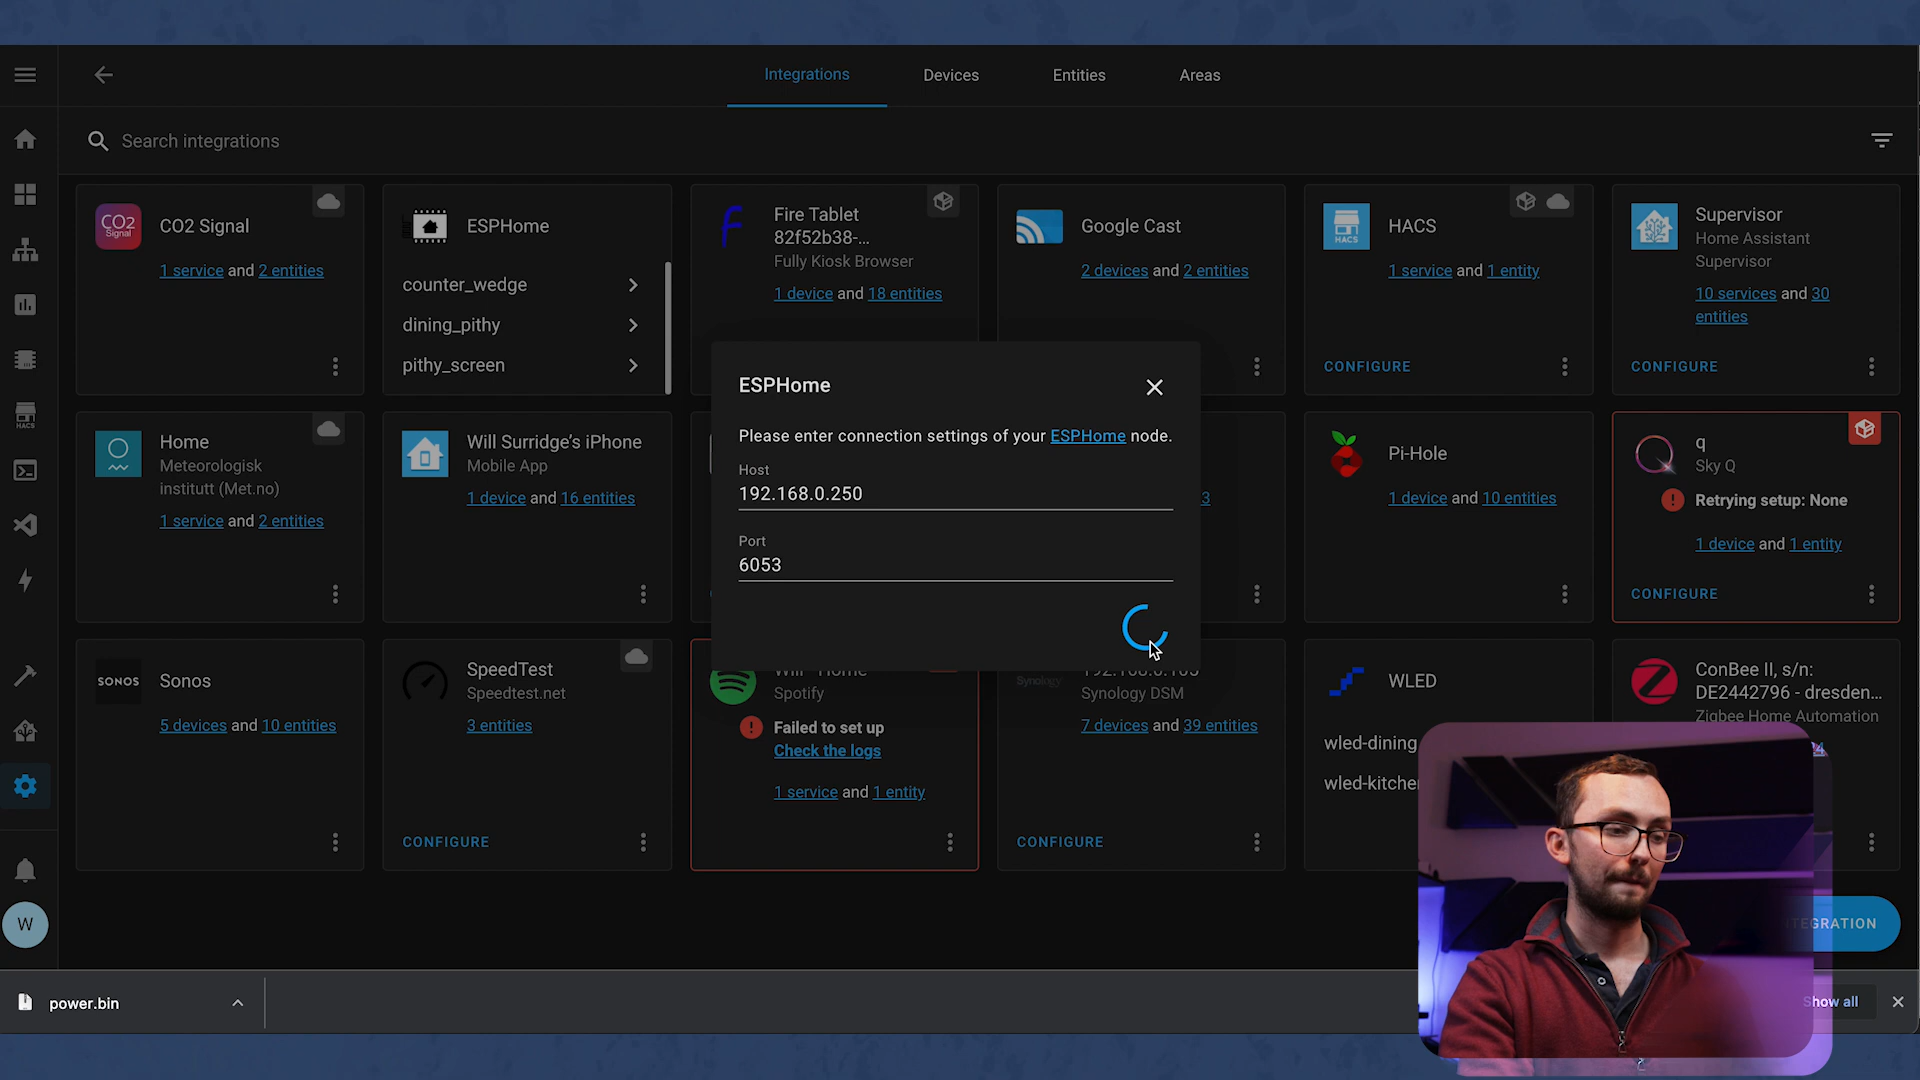 Integrations
Devices
Entities
Areas
Search integrations
CO2
Signal
CO2 Signal
1 service and 2 entities
ESPHome
counter_wedge
dining_pithy
pithy_screen
Fire Tablet
82f52b38-...
Fully Kiosk Browser
1 device and 18 entities
Google Cast
2 devices and 2 entities
HACS
HACS
1 service and 1 entity
CONFIGURE
Supervisor
Home Assistant
Supervisor
10 services and 30
entities
CONFIGURE
ESPHome
Please enter connection settings of your ESPHome node.
Host
192.168.0.250
Port
6053
HACS
Home
Meteorologisk
institutt (Met.no)
1 service and 2 entities
Will Surridge's iPhone
Mobile App
1 device and 16 entities
3
Pi-Hole
1 device and 10 entities
q
Sky Q
Retrying setup: None
1 device and 1 entity
CONFIGURE
SONOS
Sonos
5 devices and 10 entities
SpeedTest
Speedtest.net
3 entities
CONFIGURE
Spotify
Failed to set up
Check the logs
1 service and 1 entity
Synology
Synology DSM
7 devices and 39 entities
CONFIGURE
WLED
wled-dining
wled-kitche
ConBee II, s/n:
DE2442796 - dresden...
Zigbee Home Automation
W
TEGRATION
power.bin
Show all